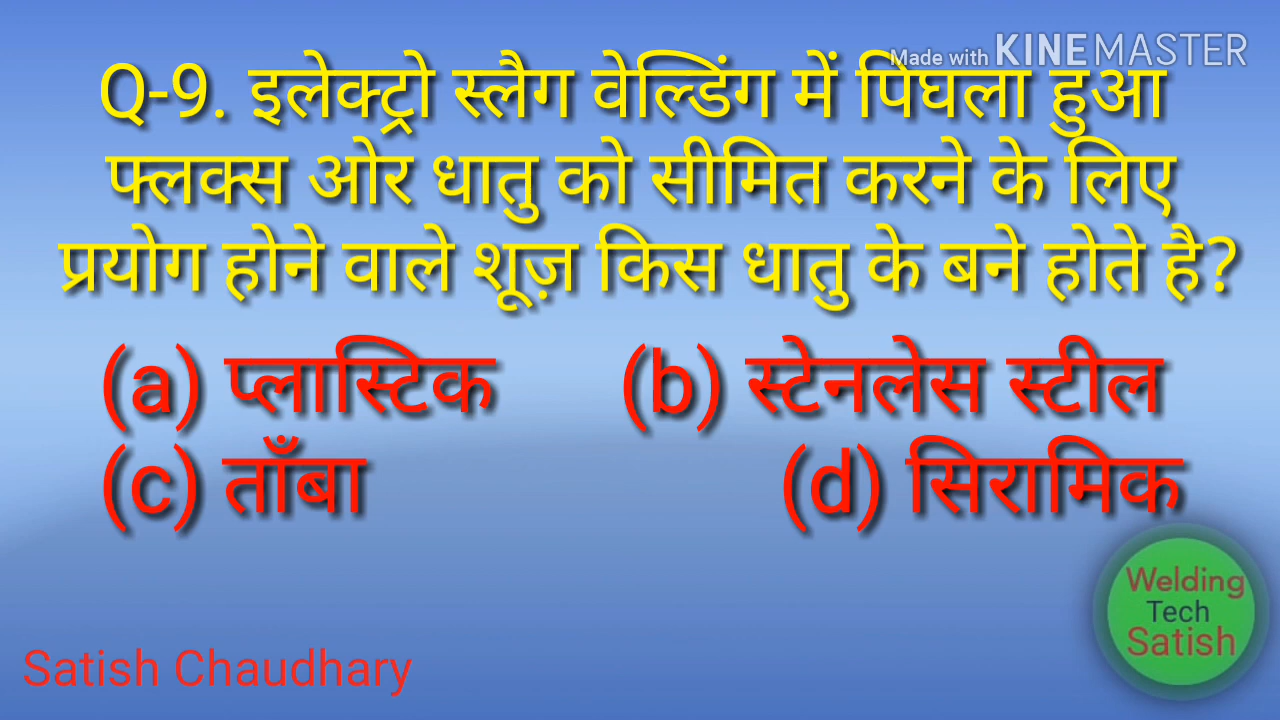 Made with KINEMASTER
Q-9. इलेक्ट्रो स्लैग वेल्डिंग में पिघला हुआ
फ्लक्स ओर धातु को सीमित करने के लिए
प्रयोग होने वाले शूज़ किस धातु के बने होते है?
(a) प्लास्टिक (b) स्टेनलेस स्टील
(c) ताँबा (d) सिरामिक
Welding
Tech
Satish
Satish Chaudhary